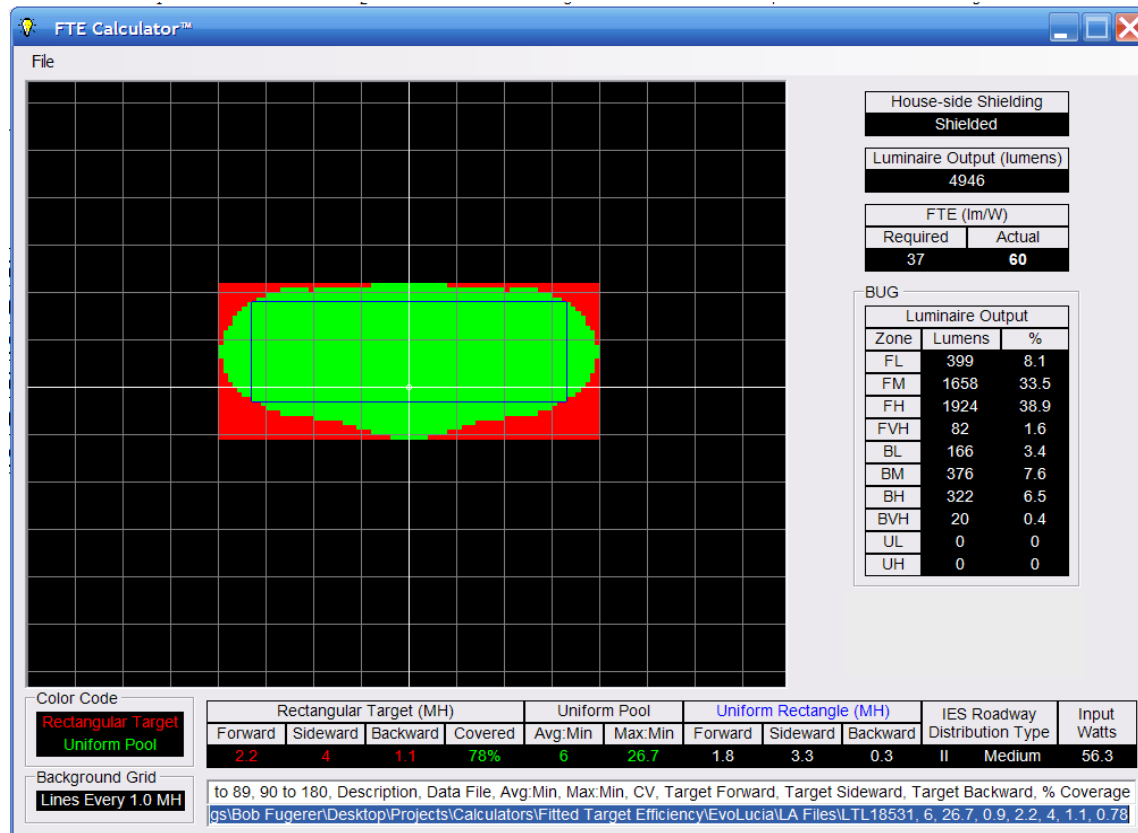 FTE Calculator™
File
House-side Shielding
Shielded
Luminaire Output (lumens)
4946
FTE (lm/W)
Required Actual
37 60
BUG
Luminaire Output
Zone Lumens %
FL 399 8.1
FM 1658 33.5
FH 1924 38.9
FVH 82 1.6
BL 166 3.4
BM 376 7.6
BH 322 6.5
BVH 20 0.4
UL 0 0
UH 0 0
Color Code
Rectangular Target
Uniform Pool
Background Grid
Lines Every 1.0 MH
Rectangular Target (MH) Uniform Pool Uniform Rectangle (MH) IES Roadway Input
Forward Sideward Backward Covered Avg:Min Max:Min Forward Sideward Backward Distribution Type Watts
2.2 4 1.1 78% 6 26.7 1.8 3.3 0.3 II Medium 56.3
to 89, 90 to 180, Description, Data File, Avg:Min, Max:Min, CV, Target Forward, Target Sideward, Target Backward, % Coverage
gs\Bob Fugerer\Desktop\Projects\Calculators\Fitted Target Efficiency\EvoLucia\LA Files\LTL18531, 6, 26.7, 0.9, 2.2, 4, 1.1, 0.78